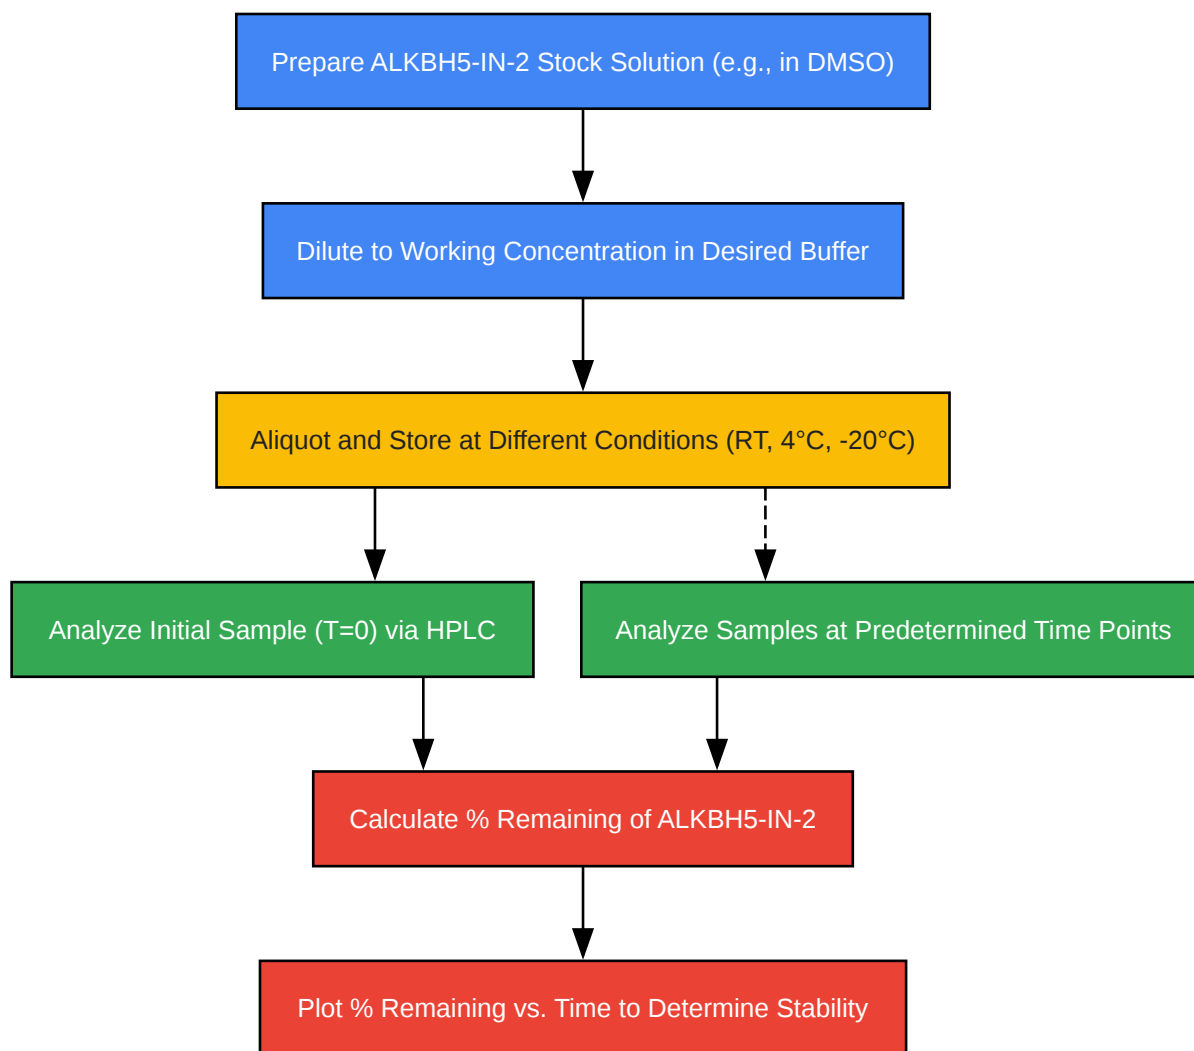 Prepare ALKBH5-IN-2 Stock Solution (e.g., in DMSO)
Dilute to Working Concentration in Desired Buffer
Aliquot and Store at Different Conditions (RT, 4°C, -20°C)
Analyze Initial Sample (T=0) via HPLC
Analyze Samples at Predetermined Time Points
Calculate % Remaining of ALKBH5-IN-2
Plot % Remaining vs. Time to Determine Stability